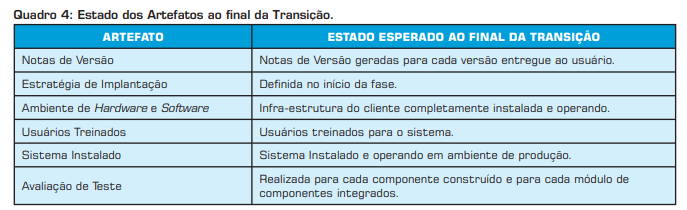 Quadro 4: Estado dos Artefatos ao final da Transição.
ARTEFATO ESTADO ESPERADO AO FINAL DA TRANSIÇÃO
Notas de Versão Notas de Versão geradas para cada versão entregue ao usuário.
Estratégia de Implantação Definida no início da fase.
Ambiente de Hardware e Software Infra-estrutura do cliente completamente instalada e operando.
Usuários Treinados Usuários treinados para o sistema.
Sistema Instalado Sistema Instalado e operando em ambiente de produção.
Avaliação de Teste Realizada para cada componente construído e para cada módulo de
componentes integrados.